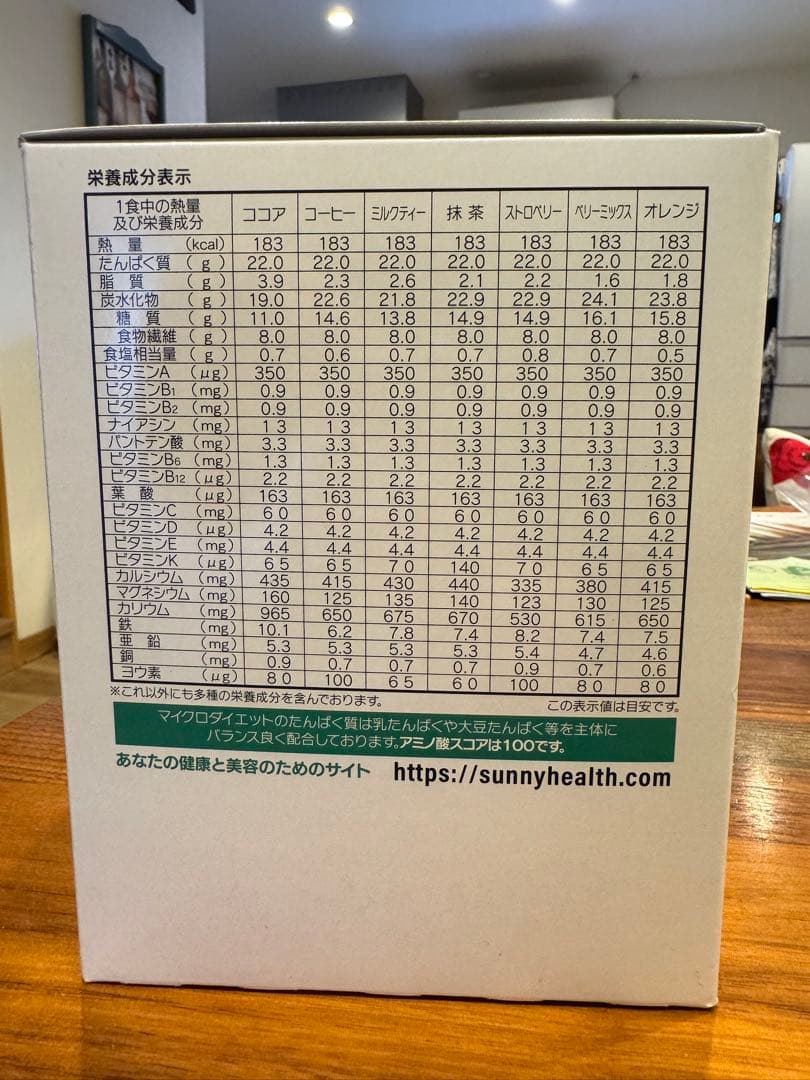 栄養成分表示
1食中の熱量及び栄養成分 ココア コーヒー ミルクティー 抹茶 ストロベリー ベリーミックス オレンジ
熱量 (kcal) 183 183 183 183 183 183 183
たんぱく質 (g) 22.0 22.0 22.0 22.0 22.0 22.0 22.0
脂質 (g) 3.9 2.3 2.6 2.1 2.2 1.6 1.8
炭水化物 (g) 19.0 22.6 21.8 22.9 22.9 24.1 23.8
糖質 (g) 11.0 14.6 13.8 14.9 14.9 16.1 15.8
食物繊維 (g) 8.0 8.0 8.0 8.0 8.0 8.0 8.0
食塩相当量 (g) 0.7 0.6 0.7 0.7 0.8 0.7 0.5
ビタミンA (μg) 350 350 350 350 350 350 350
ビタミンB1 (mg) 0.9 0.9 0.9 0.9 0.9 0.9 0.9
ビタミンB2 (mg) 0.9 0.9 0.9 0.9 0.9 0.9 0.9
ナイアシン (mg) 13 13 13 13 13 13 13
パントテン酸 (mg) 3.3 3.3 3.3 3.3 3.3 3.3 3.3
ビタミンB6 (mg) 1.3 1.3 1.3 1.3 1.3 1.3 1.3
ビタミンB12 (μg) 2.2 2.2 2.2 2.2 2.2 2.2 2.2
葉酸 (μg) 163 163 163 163 163 163 163
ビタミンC (mg) 60 60 60 60 60 60 60
ビタミンD (μg) 4.2 4.2 4.2 4.2 4.2 4.2 4.2
ビタミンE (mg) 4.4 4.4 4.4 4.4 4.4 4.4 4.4
ビタミンK (μg) 65 65 70 140 70 65 65
カルシウム (mg) 435 415 430 440 335 380 415
マグネシウム (mg) 160 125 135 140 123 130 125
カリウム (mg) 965 650 675 670 530 615 650
鉄 (mg) 10.1 6.2 7.8 7.4 8.2 7.4 7.5
亜鉛 (mg) 5.3 5.3 5.3 5.3 5.4 4.7 4.6
銅 (mg) 0.9 0.7 0.7 0.7 0.9 0.7 0.6
ヨウ素 (μg) 80 100 65 60 100 80 80
※これ以外にも多種の栄養成分を含んでおります。 この表示値は目安です。
マイクロダイエットのたんぱく質は乳たんぱくや大豆たんぱく等を主体に
バランス良く配合しております。アミノ酸スコアは100です。
あなたの健康と美容のためのサイト https://sunnyhealth.com